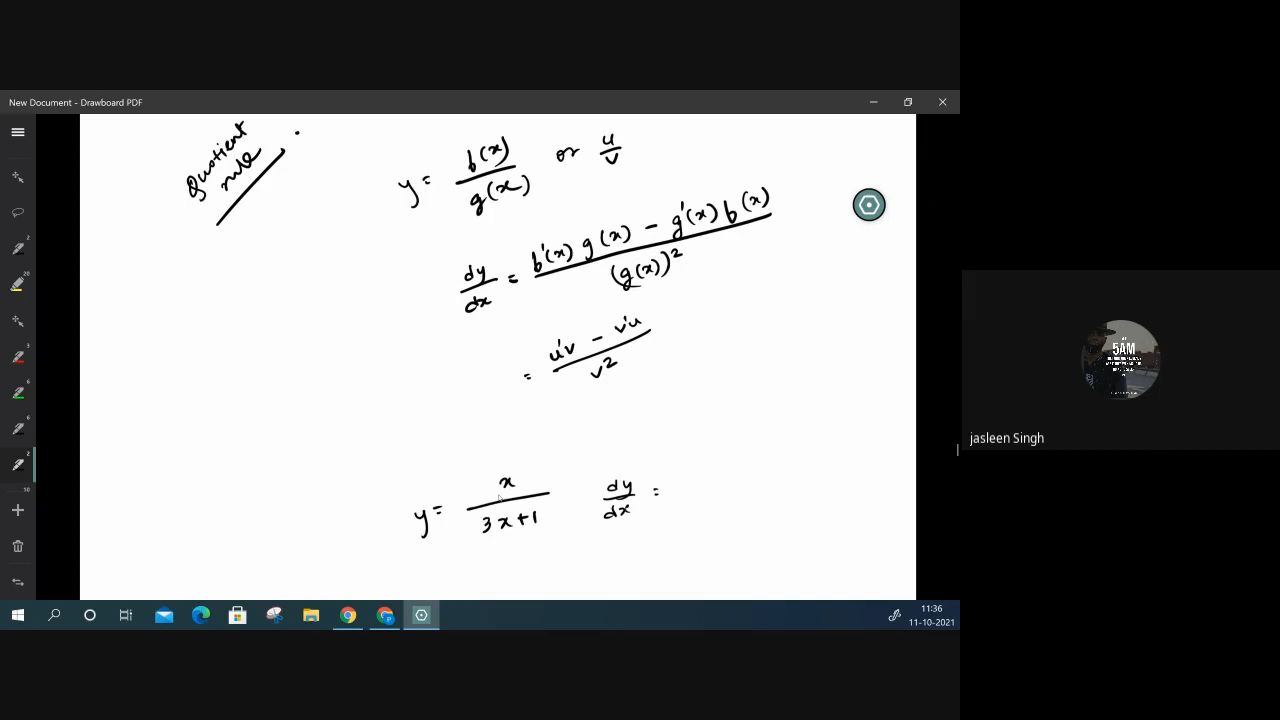 New Document - Drawboard PDF
Quotient
rule
y = b(x)/g(x) or u/v
dy/dx = b'(x) g(x) - g'(x) b(x) / (g(x))²
= u'v - v'u / v²
y = x / 3x+1 dy/dx =
5AM
jasleen Singh
11:36
11-10-2021